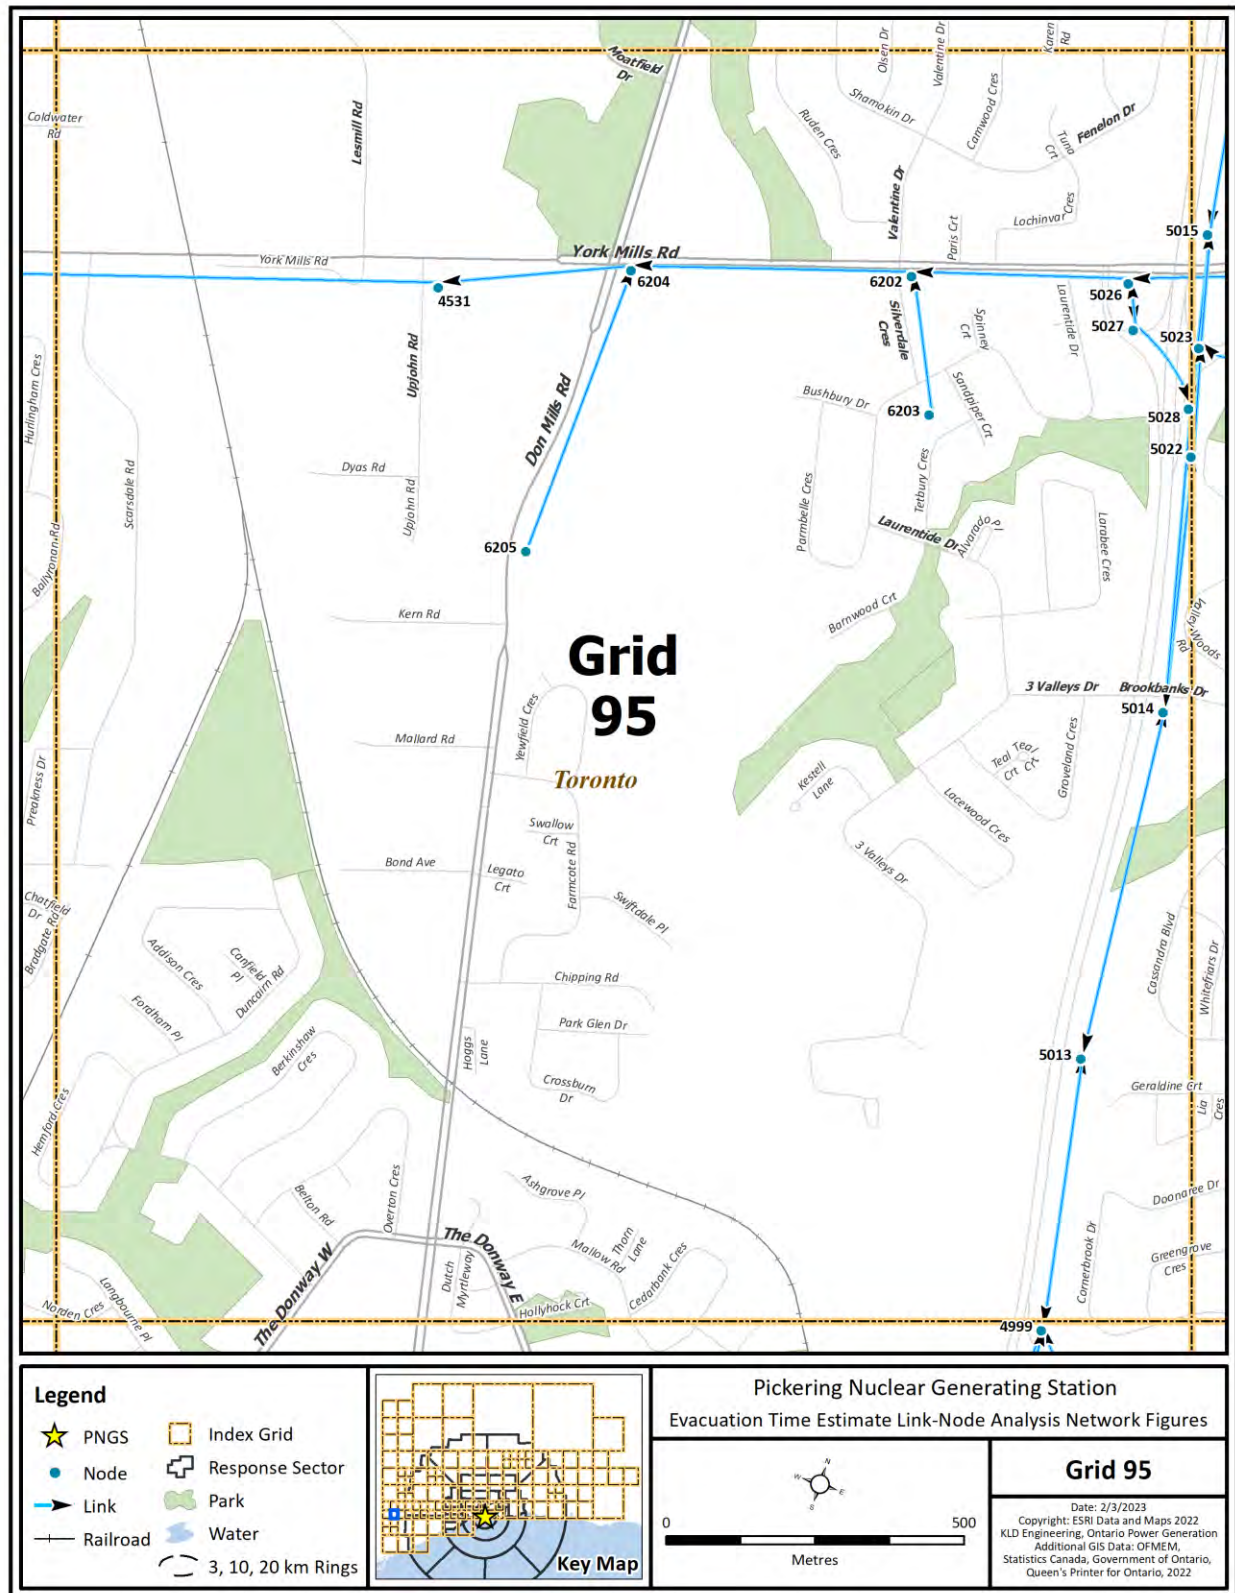 Moatfield
Dr
Olsen Dr
Valentine Dr
Karen
Rd
Coldwater
Rd
Lesmill Rd
Shamokin Dr
Ruden Cres
Camwood Cres
Tuna
Crt
Fenelon Dr
Valentine Dr
Paris Crt
Lochinvar
Cres
5015
York Mills Rd
York Mills Rd
6204
4531
6202
5026
5027
5023
Silverdale
Cres
Spinney
Crt
Laurentide Dr
Upjohn Rd
Hurlingham Cres
Don Mills Rd
Bushbury Dr
6203
Sandpiper Crt
5028
5022
Scarsdale Rd
Dyas Rd
Upjohn Rd
Tetbury Cres
Parmbelle Cres
Laurentide Dr
Alvarado Pl
Larabee Cres
Ballyronan Rd
6205
Kern Rd
Barnwood Crt
Valley Woods
Rd
Grid
95
3 Valleys Dr
Brookbanks Dr
5014
Yewfield Cres
Mallard Rd
Toronto
Preakness Dr
Kestell
Lane
Teal
Crt
Teal
Crt
Groveland Cres
Lacewood Cres
Swallow
Crt
Farmcote Rd
Bond Ave
Legato
Crt
3 Valleys Dr
Swiftdale Pl
Chatfield
Dr
Bradgate Rd
Addison Cres
Canfield
Pl
Duncairn Rd
Cassandra Blvd
Whitefriars Dr
Chipping Rd
Fordham Pl
Park Glen Dr
Berkinshaw
Cres
Hoggs
Lane
5013
Crossburn
Dr
Geraldine Crt
Lia
Cres
Hemford Cres
Ashgrove Pl
Overton Cres
Belton Rd
Doonaree Dr
The Donway W
The Donway E
Dutch
Myrtleway
Mallow Rd
Thorn
Lane
Cedarbank Cres
Cornerbrook Dr
Greengrove
Cres
Langbourne Pl
Norden Cres
Hollyhock Crt
4999
Legend
PNGS
Node
Link
Railroad
Index Grid
Response Sector
Park
Water
3, 10, 20 km Rings
Key Map
Pickering Nuclear Generating Station
Evacuation Time Estimate Link-Node Analysis Network Figures
N
W
E
S
0
500
Metres
Grid 95
Date: 2/3/2023
Copyright: ESRI Data and Maps 2022
KLD Engineering, Ontario Power Generation
Additional GIS Data: OFMEM,
Statistics Canada, Government of Ontario,
Queen's Printer for Ontario, 2022